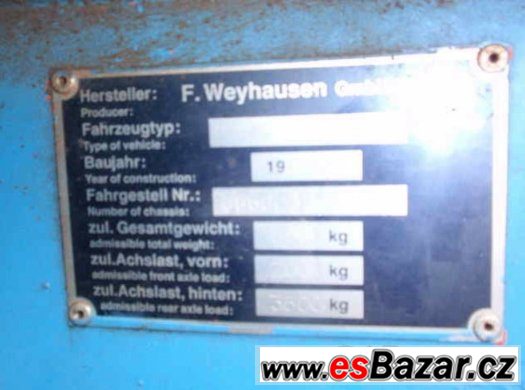 Hersteller: F. Weyhausen GmbH
Producer:
Fahrzeugtyp:
Type of vehicle:
Baujahr: 19
Year of construction:
Fahrgestell Nr.:
Number of chassis:
zul. Gesamtgewicht: kg
admissible total weight:
zul.Achslast, vorn: kg
admissible front axle load:
zul.Achslast, hinten: kg
admissible rear axle load:
www.esBazar.cz